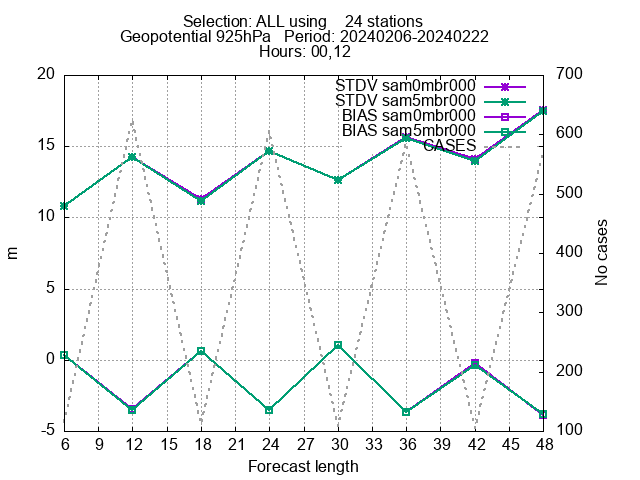 Selection: ALL using    24 stations
Geopotential 925hPa   Period: 20240206-20240222
Hours: 00,12
STDV sam0mbr000
STDV sam5mbr000
BIAS sam0mbr000
BIAS sam5mbr000
CASES
20
15
10
5
0
-5
m
700
600
500
400
300
200
100
No cases
6 9 12 15 18 21 24 27 30 33 36 39 42 45 48
Forecast length